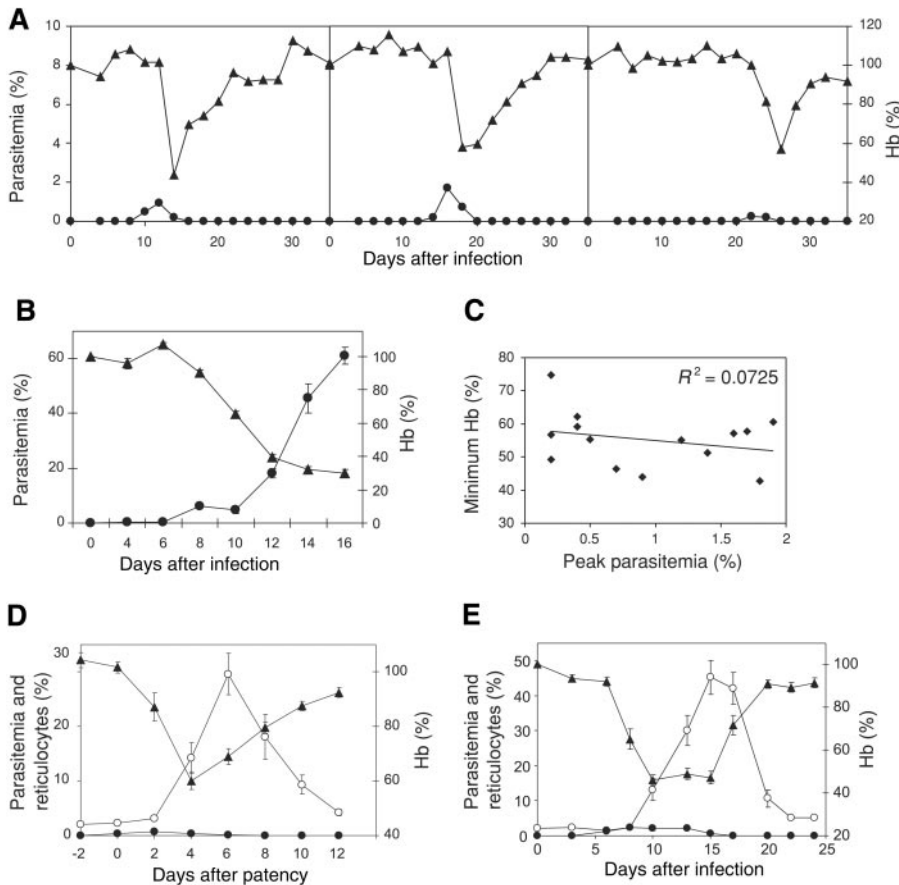 A
10
8
6
4
2
0
Parasitemia (%)
120
100
80
60
40
20
Hb (%)
0 10 20 30 0 10 20 30 0 10 20 30
Days after infection
B
60
40
20
0
Parasitemia (%)
100
80
60
40
20
0
Hb (%)
0 4 6 8 10 12 14 16
Days after infection
C
80
70
60
50
40
30
Minimum Hb (%)
R² = 0.0725
0 0.5 1 1.5 2
Peak parasitemia (%)
D
30
20
10
0
Parasitemia and
reticulocytes (%)
100
80
60
40
Hb (%)
-2 0 2 4 6 8 10 12
Days after patency
E
50
40
30
20
10
0
Parasitemia and
reticulocytes (%)
100
80
60
40
20
Hb (%)
0 5 10 15 20 25
Days after infection